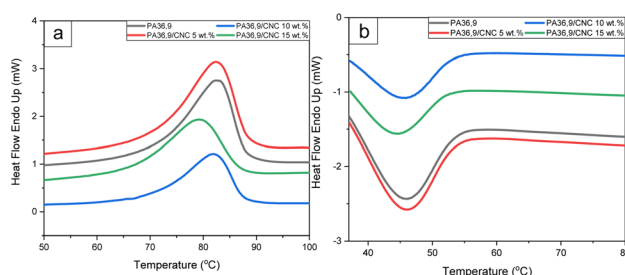 a
PA36,9
PA36,9/CNC 10 wt.%
PA36,9/CNC 5 wt.%
PA36,9/CNC 15 wt.%
Heat Flow Endo Up (mW)
4
3
2
1
0
50
60
70
80
90
100
Temperature (°C)
b
PA36,9
PA36,9/CNC 10 wt.%
PA36,9/CNC 5 wt.%
PA36,9/CNC 15 wt.%
Heat Flow Endo Up (mW)
0
-1
-2
-3
40
50
60
70
80
Temperature (°C)